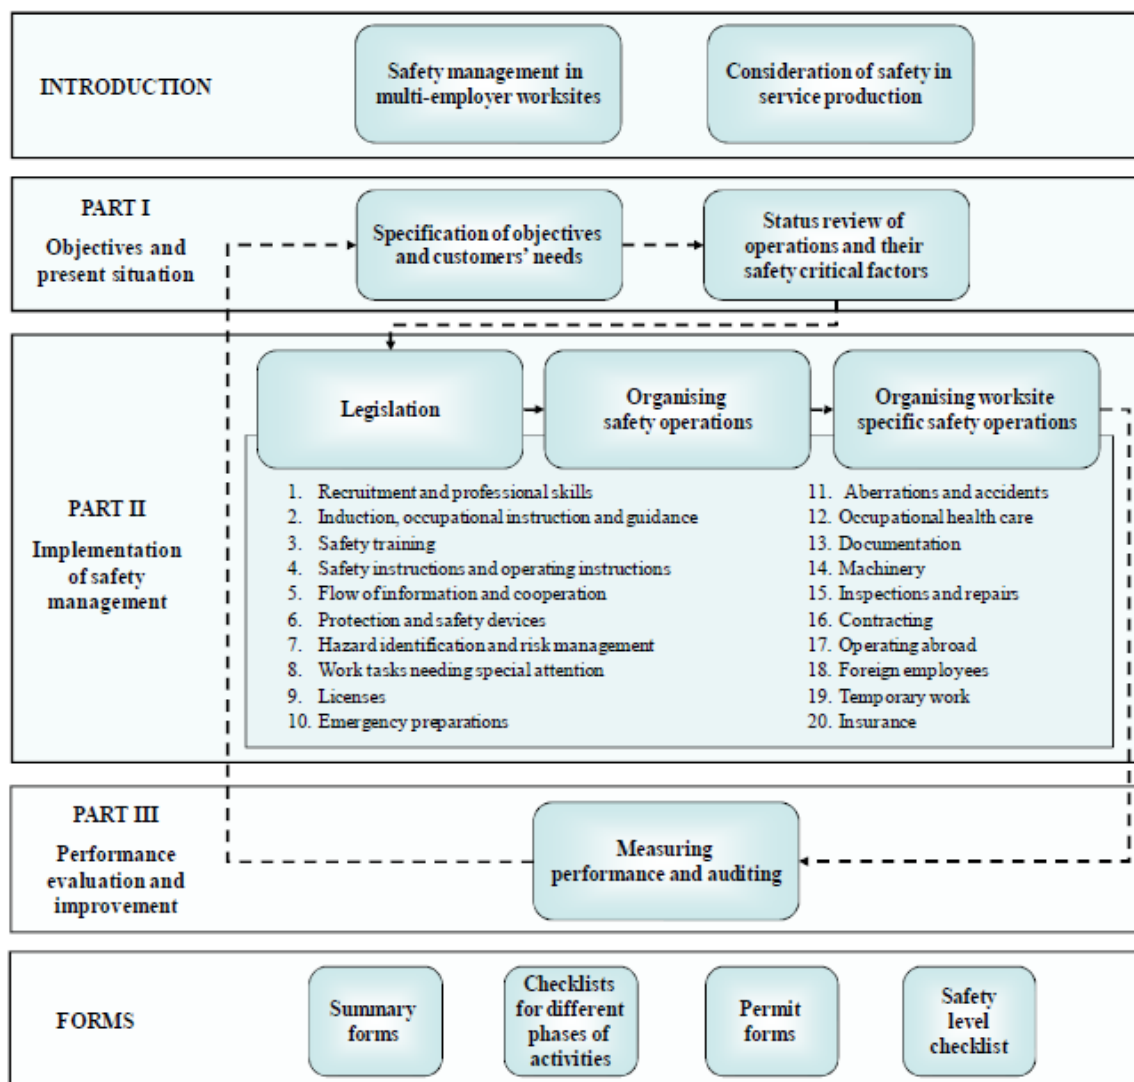 INTRODUCTION
Safety management in
multi-employer worksites
Consideration of safety in
service production
PART I
Objectives and
present situation
Specification of objectives
and customers' needs
Status review of
operations and their
safety critical factors
PART II
Implementation
of safety
management
Legislation
Organising
safety operations
Organising worksite
specific safety operations
1. Recruitment and professional skills
2. Induction, occupational instruction and guidance
3. Safety training
4. Safety instructions and operating instructions
5. Flow of information and cooperation
6. Protection and safety devices
7. Hazard identification and risk management
8. Work tasks needing special attention
9. Licenses
10. Emergency preparations
11. Aberrations and accidents
12. Occupational health care
13. Documentation
14. Machinery
15. Inspections and repairs
16. Contracting
17. Operating abroad
18. Foreign employees
19. Temporary work
20. Insurance
PART III
Performance
evaluation and
improvement
Measuring
performance and auditing
FORMS
Summary
forms
Checklists
for different
phases of
activities
Permit
forms
Safety
level
checklist